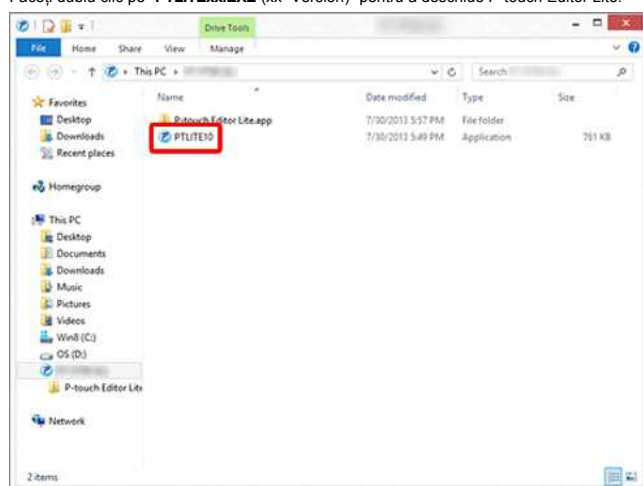 Drive Tools
File Home Share View Manage
This PC Search
Name Date modified Type Size
Favorites
Desktop
Downloads
Recent places
P-touch Editor Lite.app 7/30/2013 5:57 PM File folder
PTLITE10 7/30/2013 5:49 PM Application 761 KB
Homegroup
This PC
Desktop
Documents
Downloads
Music
Pictures
Videos
Win8 (C:)
OS (D:)
P-touch Editor Lite
Network
2 items